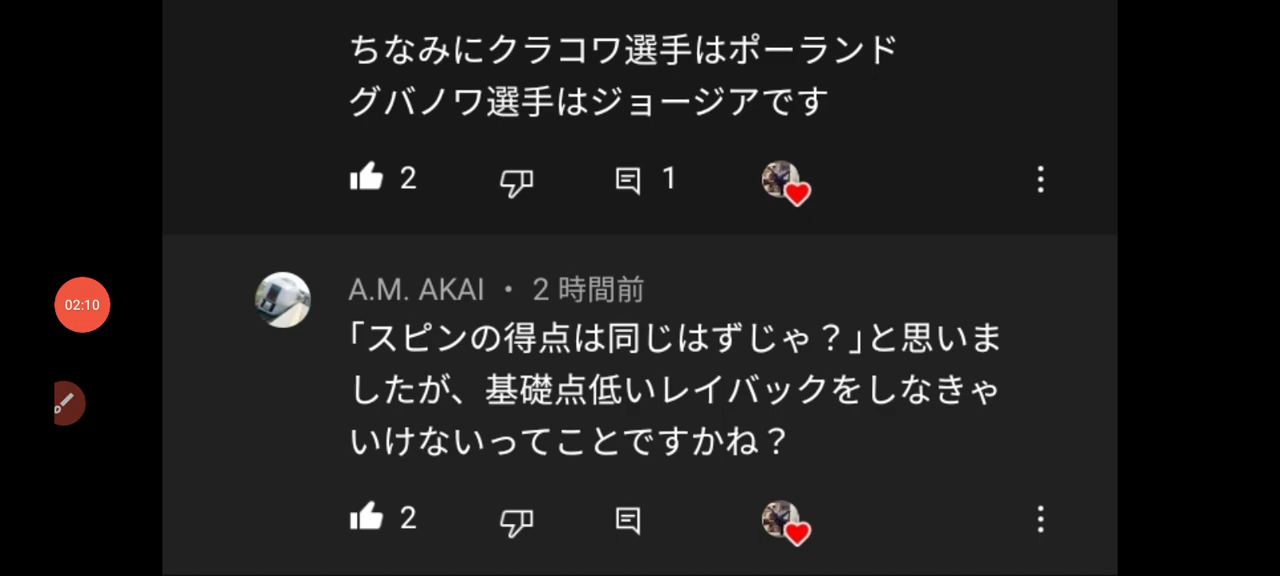 ちなみにクラコワ選手はポーランド
グバノワ選手はジョージアです
2 1
02:10
A.M. AKAI ・ 2 時間前
｢スピンの得点は同じはずじゃ？｣と思いま
したが、基礎点低いレイバックをしなきゃ
いけないってことですかね？
2